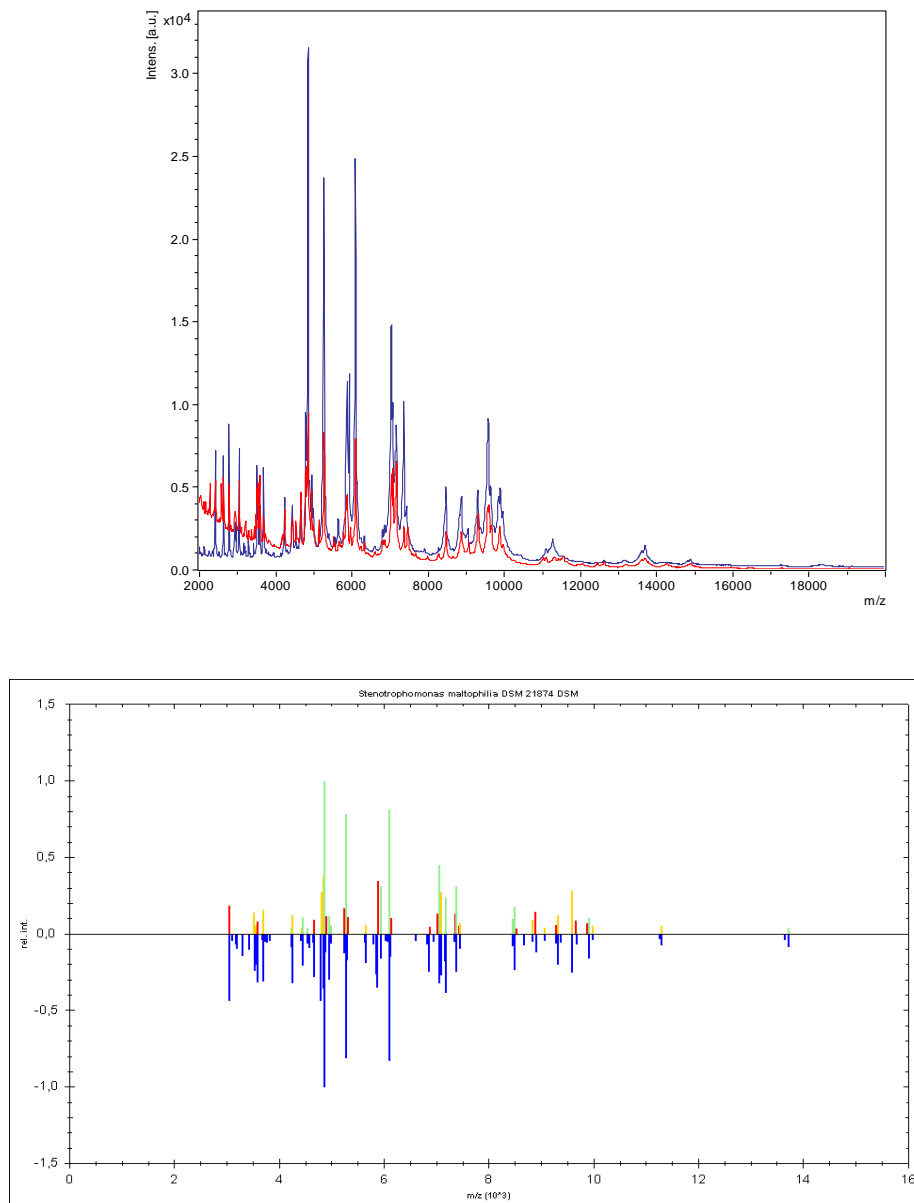 x10⁴
Intens. [a.u.]
3.0
2.5
2.0
1.5
1.0
0.5
0.0
2000 4000 6000 8000 10000 12000 14000 16000 18000
m/z
Stenotrophomonas maltophilia DSM 21874 DSM
1,5
1,0
0,5
rel. int.
0,0
-0,5
-1,0
-1,5
0 2 4 6 8 10 12 14 16
m/z (10^3)